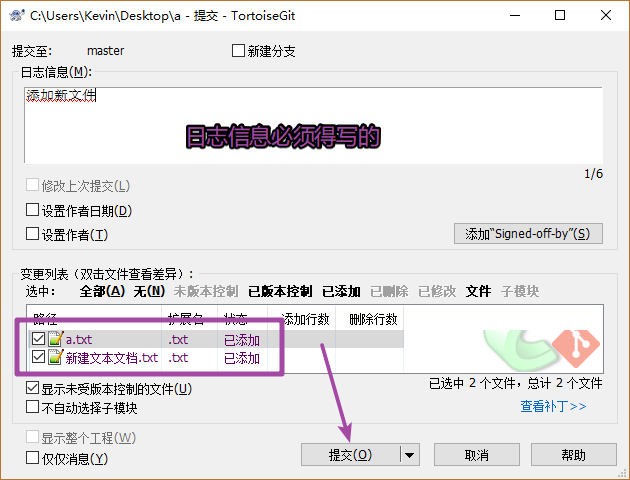 C:\Users\Kevin\Desktop\a - 提交 - TortoiseGit
提交至: master 新建分支
日志信息(M):
添加新文件
日志信息必须得写的
1/6
修改上次提交(L)
设置作者日期(D)
设置作者(T)
添加“Signed-off-by”(S)
变更列表（双击文件查看差异）:
选中: 全部(A) 无(N) 未版本控制 已版本控制 已添加 已删除 已修改 文件 子模块
路径 扩展名 状态 添加行数 删除行数
a.txt .txt 已添加
新建文本文档.txt .txt 已添加
显示未受版本控制的文件(U)
已选中 2 个文件，总计 2 个文件
不自动选择子模块
查看补丁>>
显示整个工程(W)
仅仅消息(Y)
提交(O) 取消 帮助